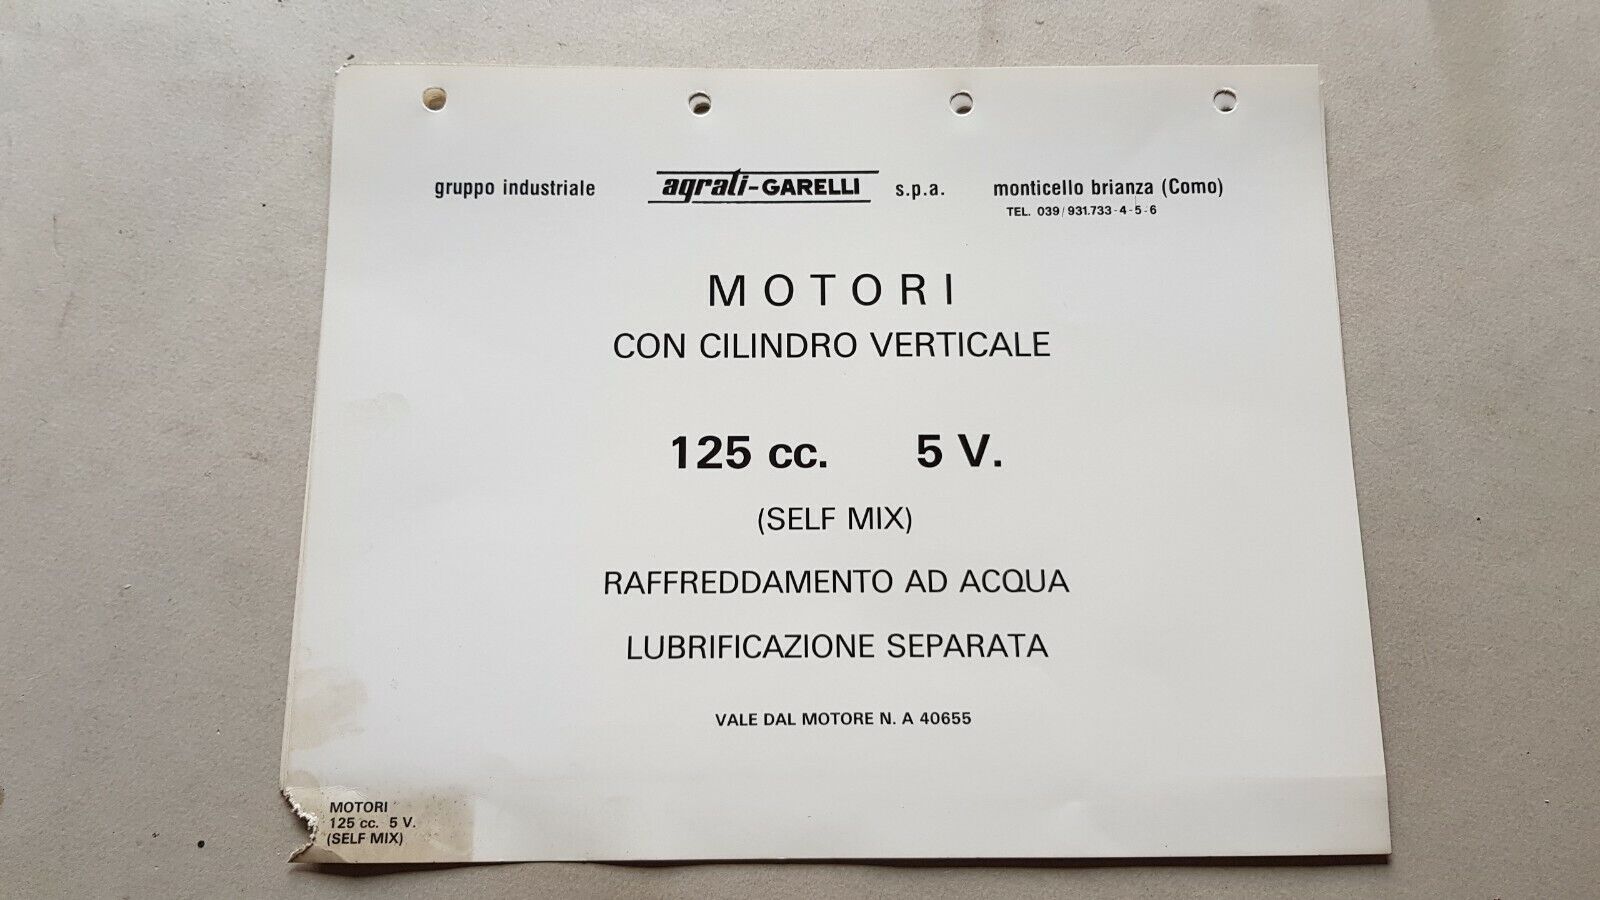 gruppo industriale agrati-GARELLI s.p.a. monticello brianza (Como)
TEL. 039/931.733-4-5-6
MOTORI
CON CILINDRO VERTICALE
125 cc. 5 V.
(SELF MIX)
RAFFREDDAMENTO AD ACQUA
LUBRIFICAZIONE SEPARATA
VALE DAL MOTORE N. A 40655
MOTORI
125 cc. 5 V.
(SELF MIX)